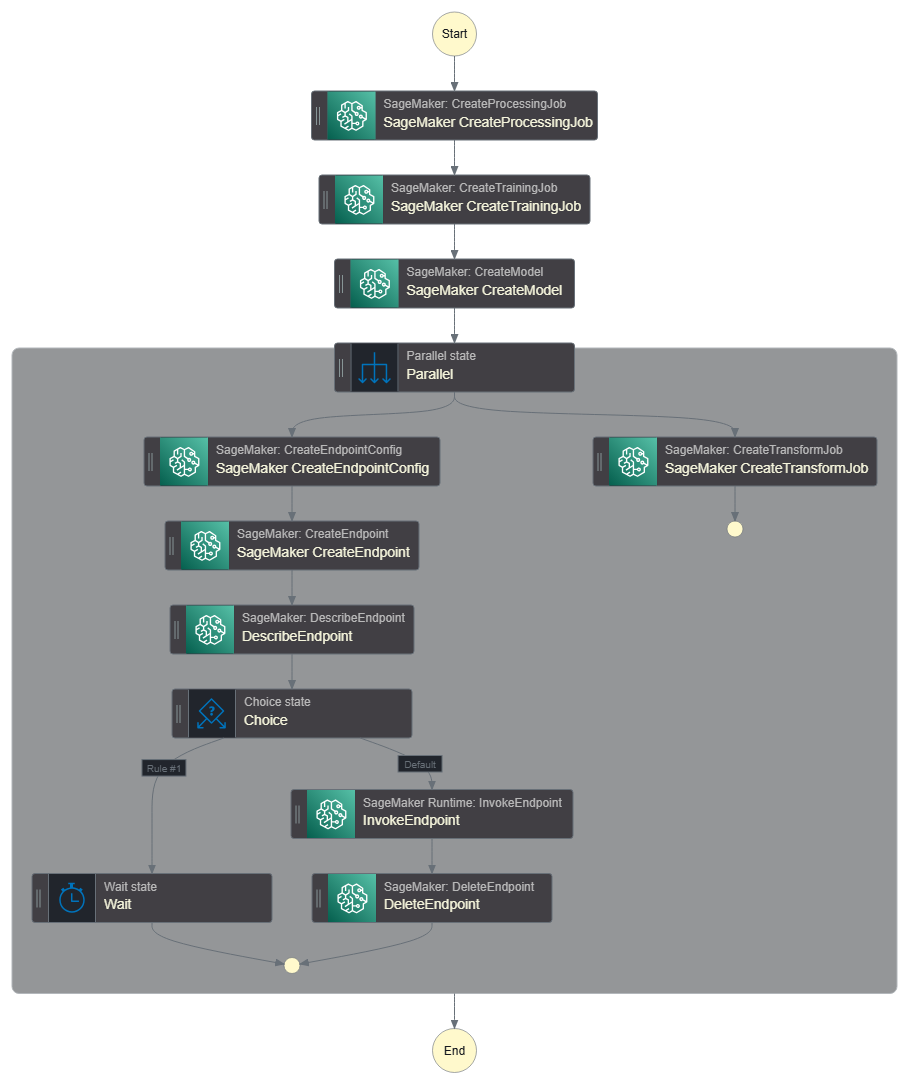 Start
SageMaker: CreateProcessingJob
SageMaker CreateProcessingJob
SageMaker: CreateTrainingJob
SageMaker CreateTrainingJob
SageMaker: CreateModel
SageMaker CreateModel
Parallel state
Parallel
SageMaker: CreateEndpointConfig
SageMaker CreateEndpointConfig
SageMaker: CreateTransformJob
SageMaker CreateTransformJob
SageMaker: CreateEndpoint
SageMaker CreateEndpoint
SageMaker: DescribeEndpoint
DescribeEndpoint
Choice state
Choice
Rule #1
Default
SageMaker Runtime: InvokeEndpoint
InvokeEndpoint
Wait state
Wait
SageMaker: DeleteEndpoint
DeleteEndpoint
End